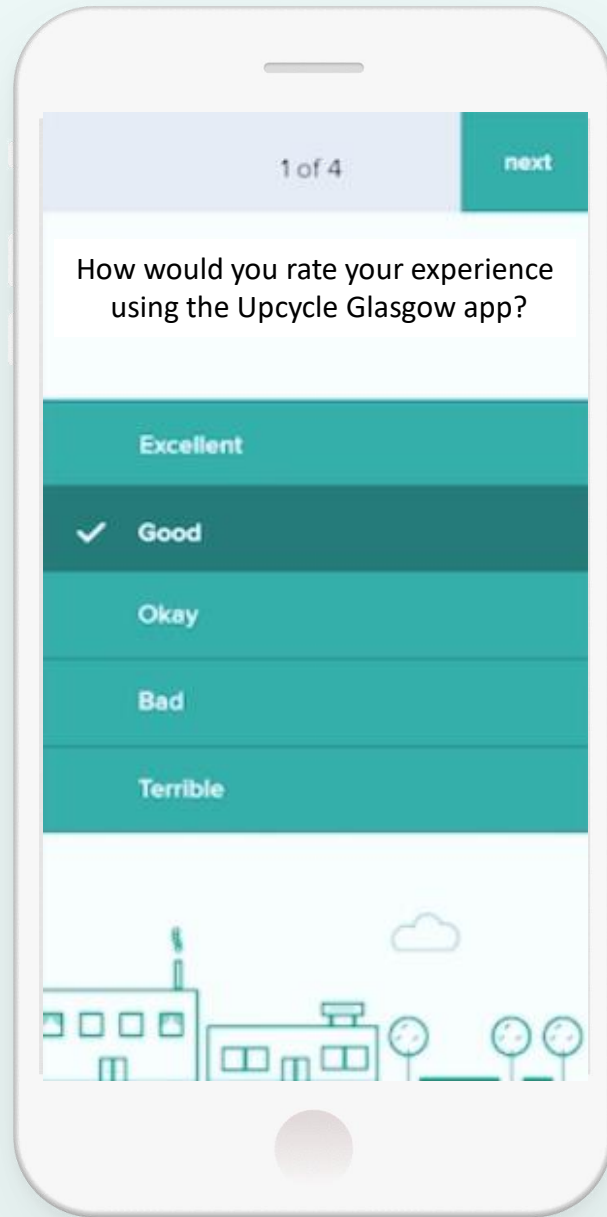 1 of 4
next
How would you rate your experience
using the Upcycle Glasgow app?
Excellent
Good
Okay
Bad
Terrible